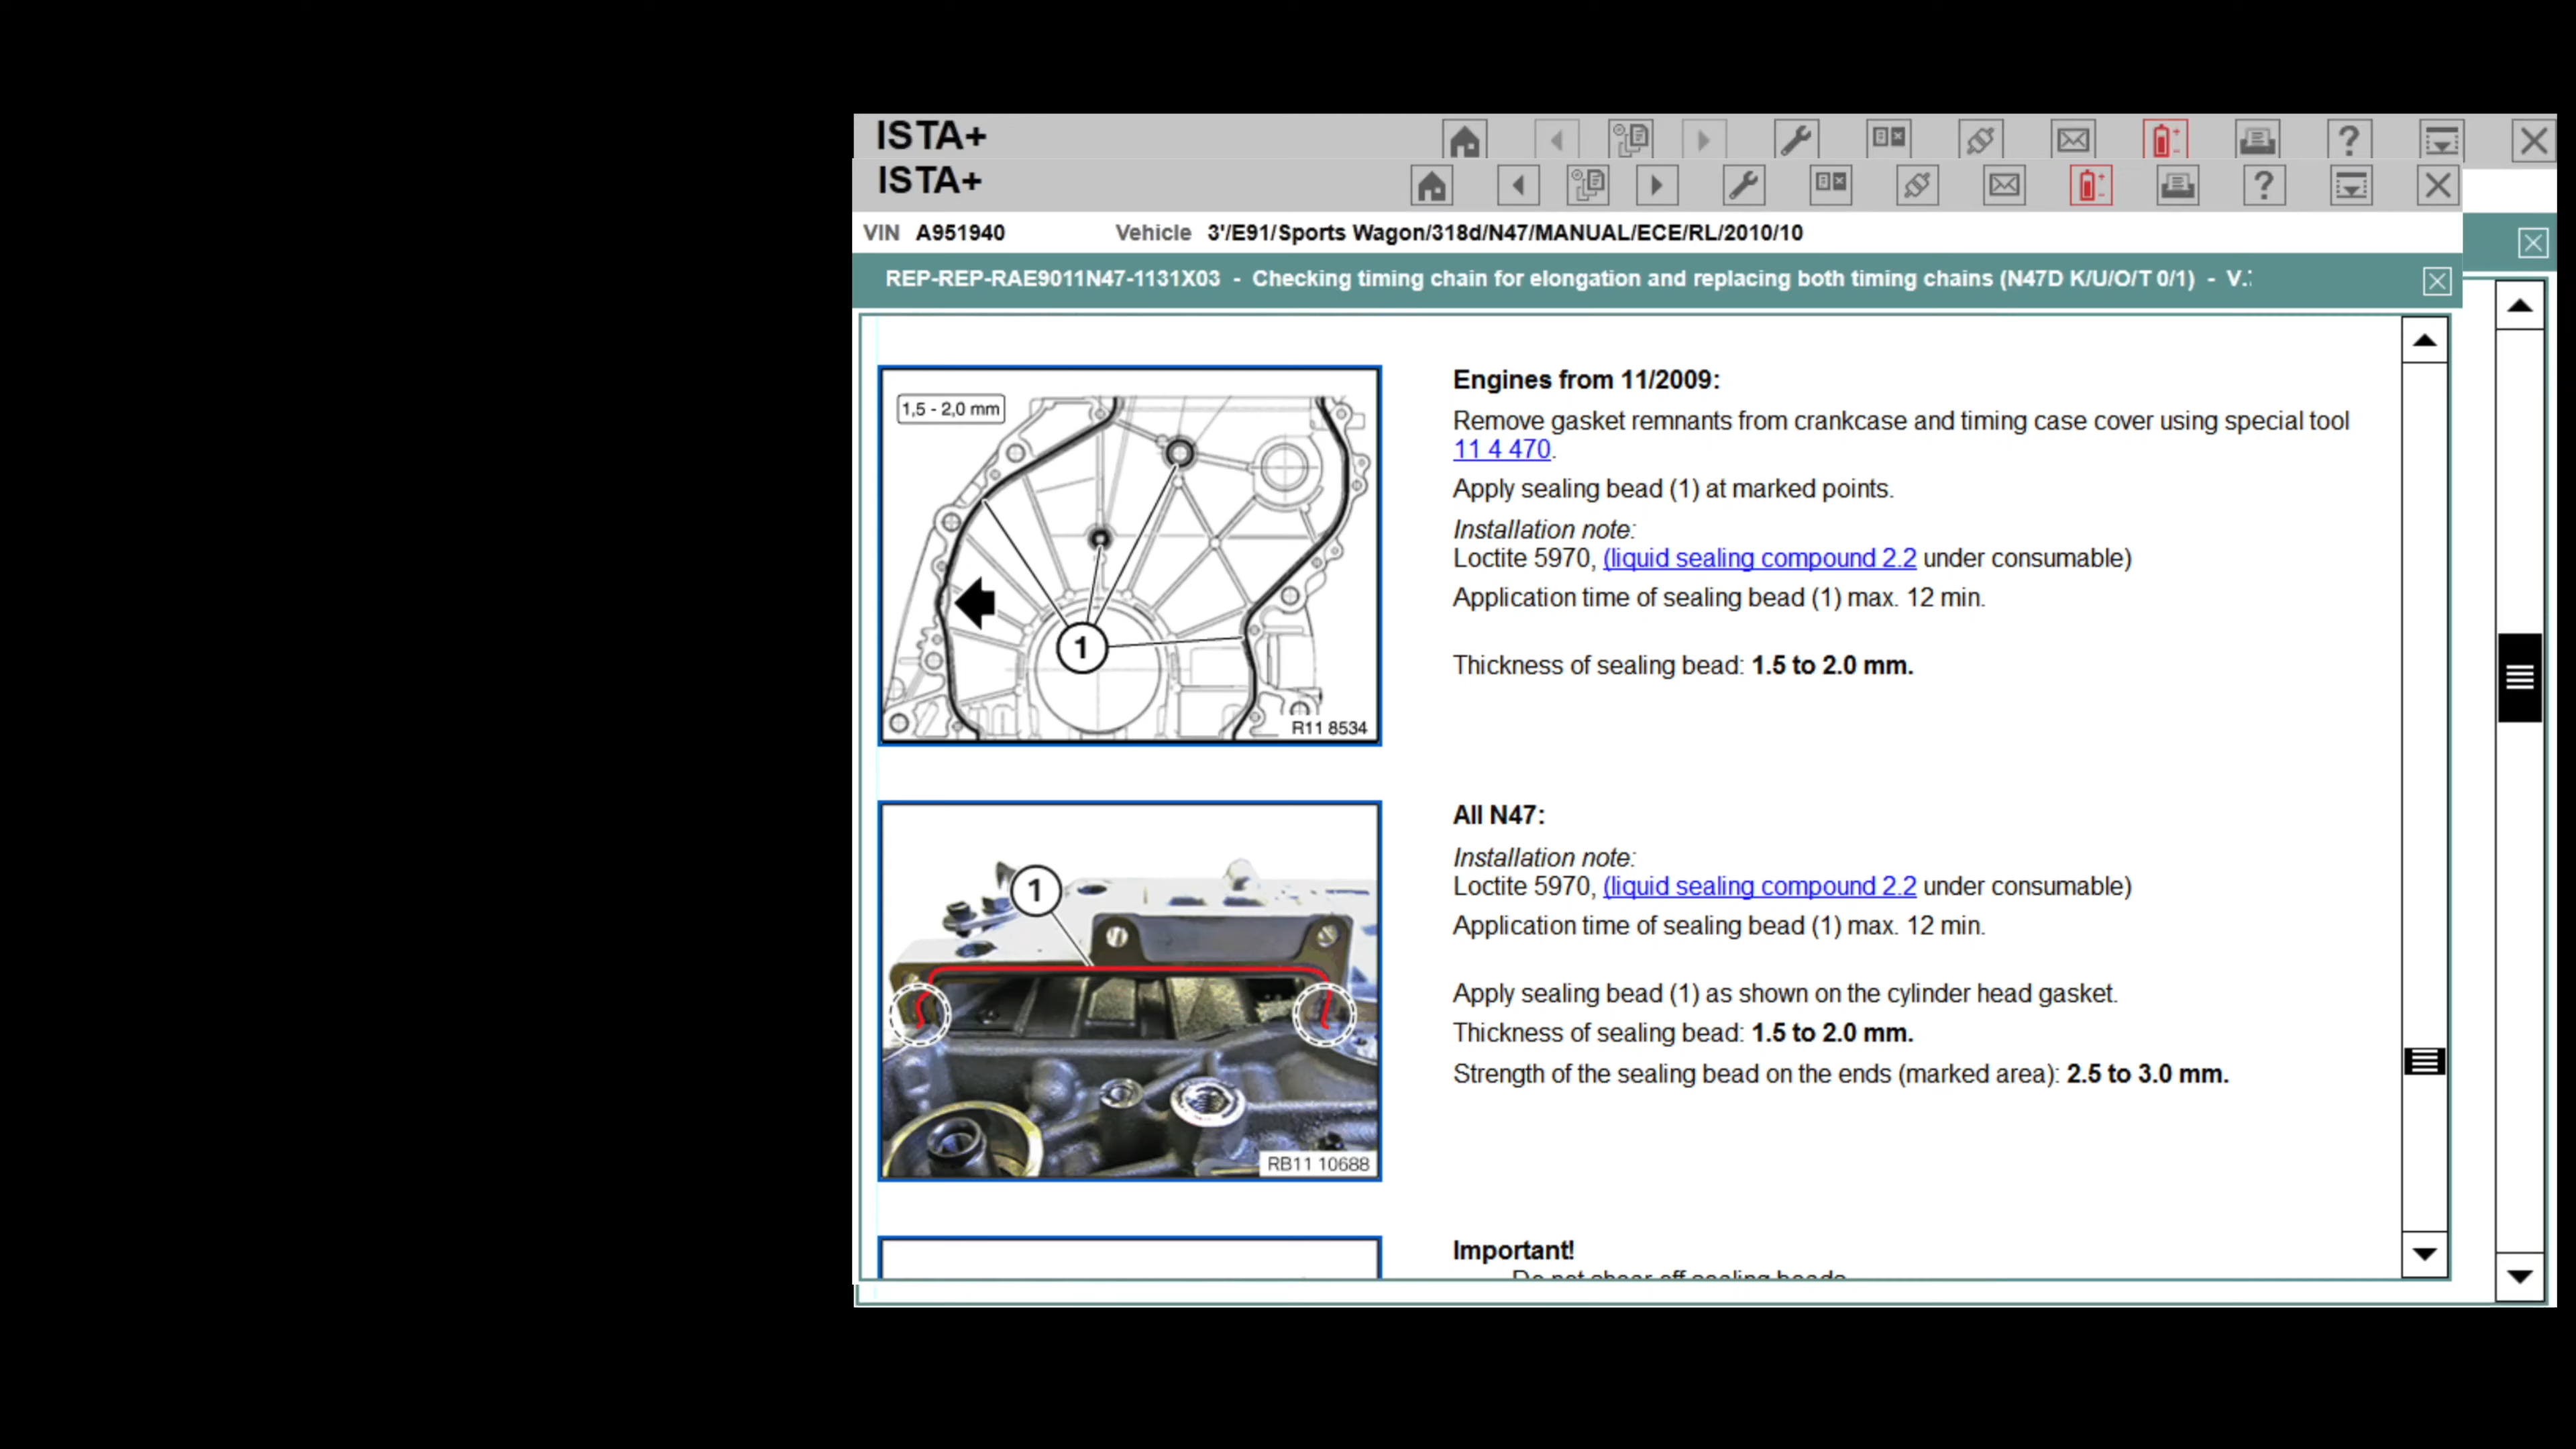 ISTA+
ISTA+
VIN A951940 Vehicle 3'/E91/Sports Wagon/318d/N47/MANUAL/ECE/RL/2010/10
REP-REP-RAE9011N47-1131X03 - Checking timing chain for elongation and replacing both timing chains (N47D K/U/O/T 0/1) - V.
1,5 - 2,0 mm
1
R11 8534
Engines from 11/2009:
Remove gasket remnants from crankcase and timing case cover using special tool
11 4 470.
Apply sealing bead (1) at marked points.
Installation note:
Loctite 5970, (liquid sealing compound 2.2 under consumable)
Application time of sealing bead (1) max. 12 min.
Thickness of sealing bead: 1.5 to 2.0 mm.
1
RB11 10688
All N47:
Installation note:
Loctite 5970, (liquid sealing compound 2.2 under consumable)
Application time of sealing bead (1) max. 12 min.
Apply sealing bead (1) as shown on the cylinder head gasket.
Thickness of sealing bead: 1.5 to 2.0 mm.
Strength of the sealing bead on the ends (marked area): 2.5 to 3.0 mm.
Important!
Do not shear off sealing beads